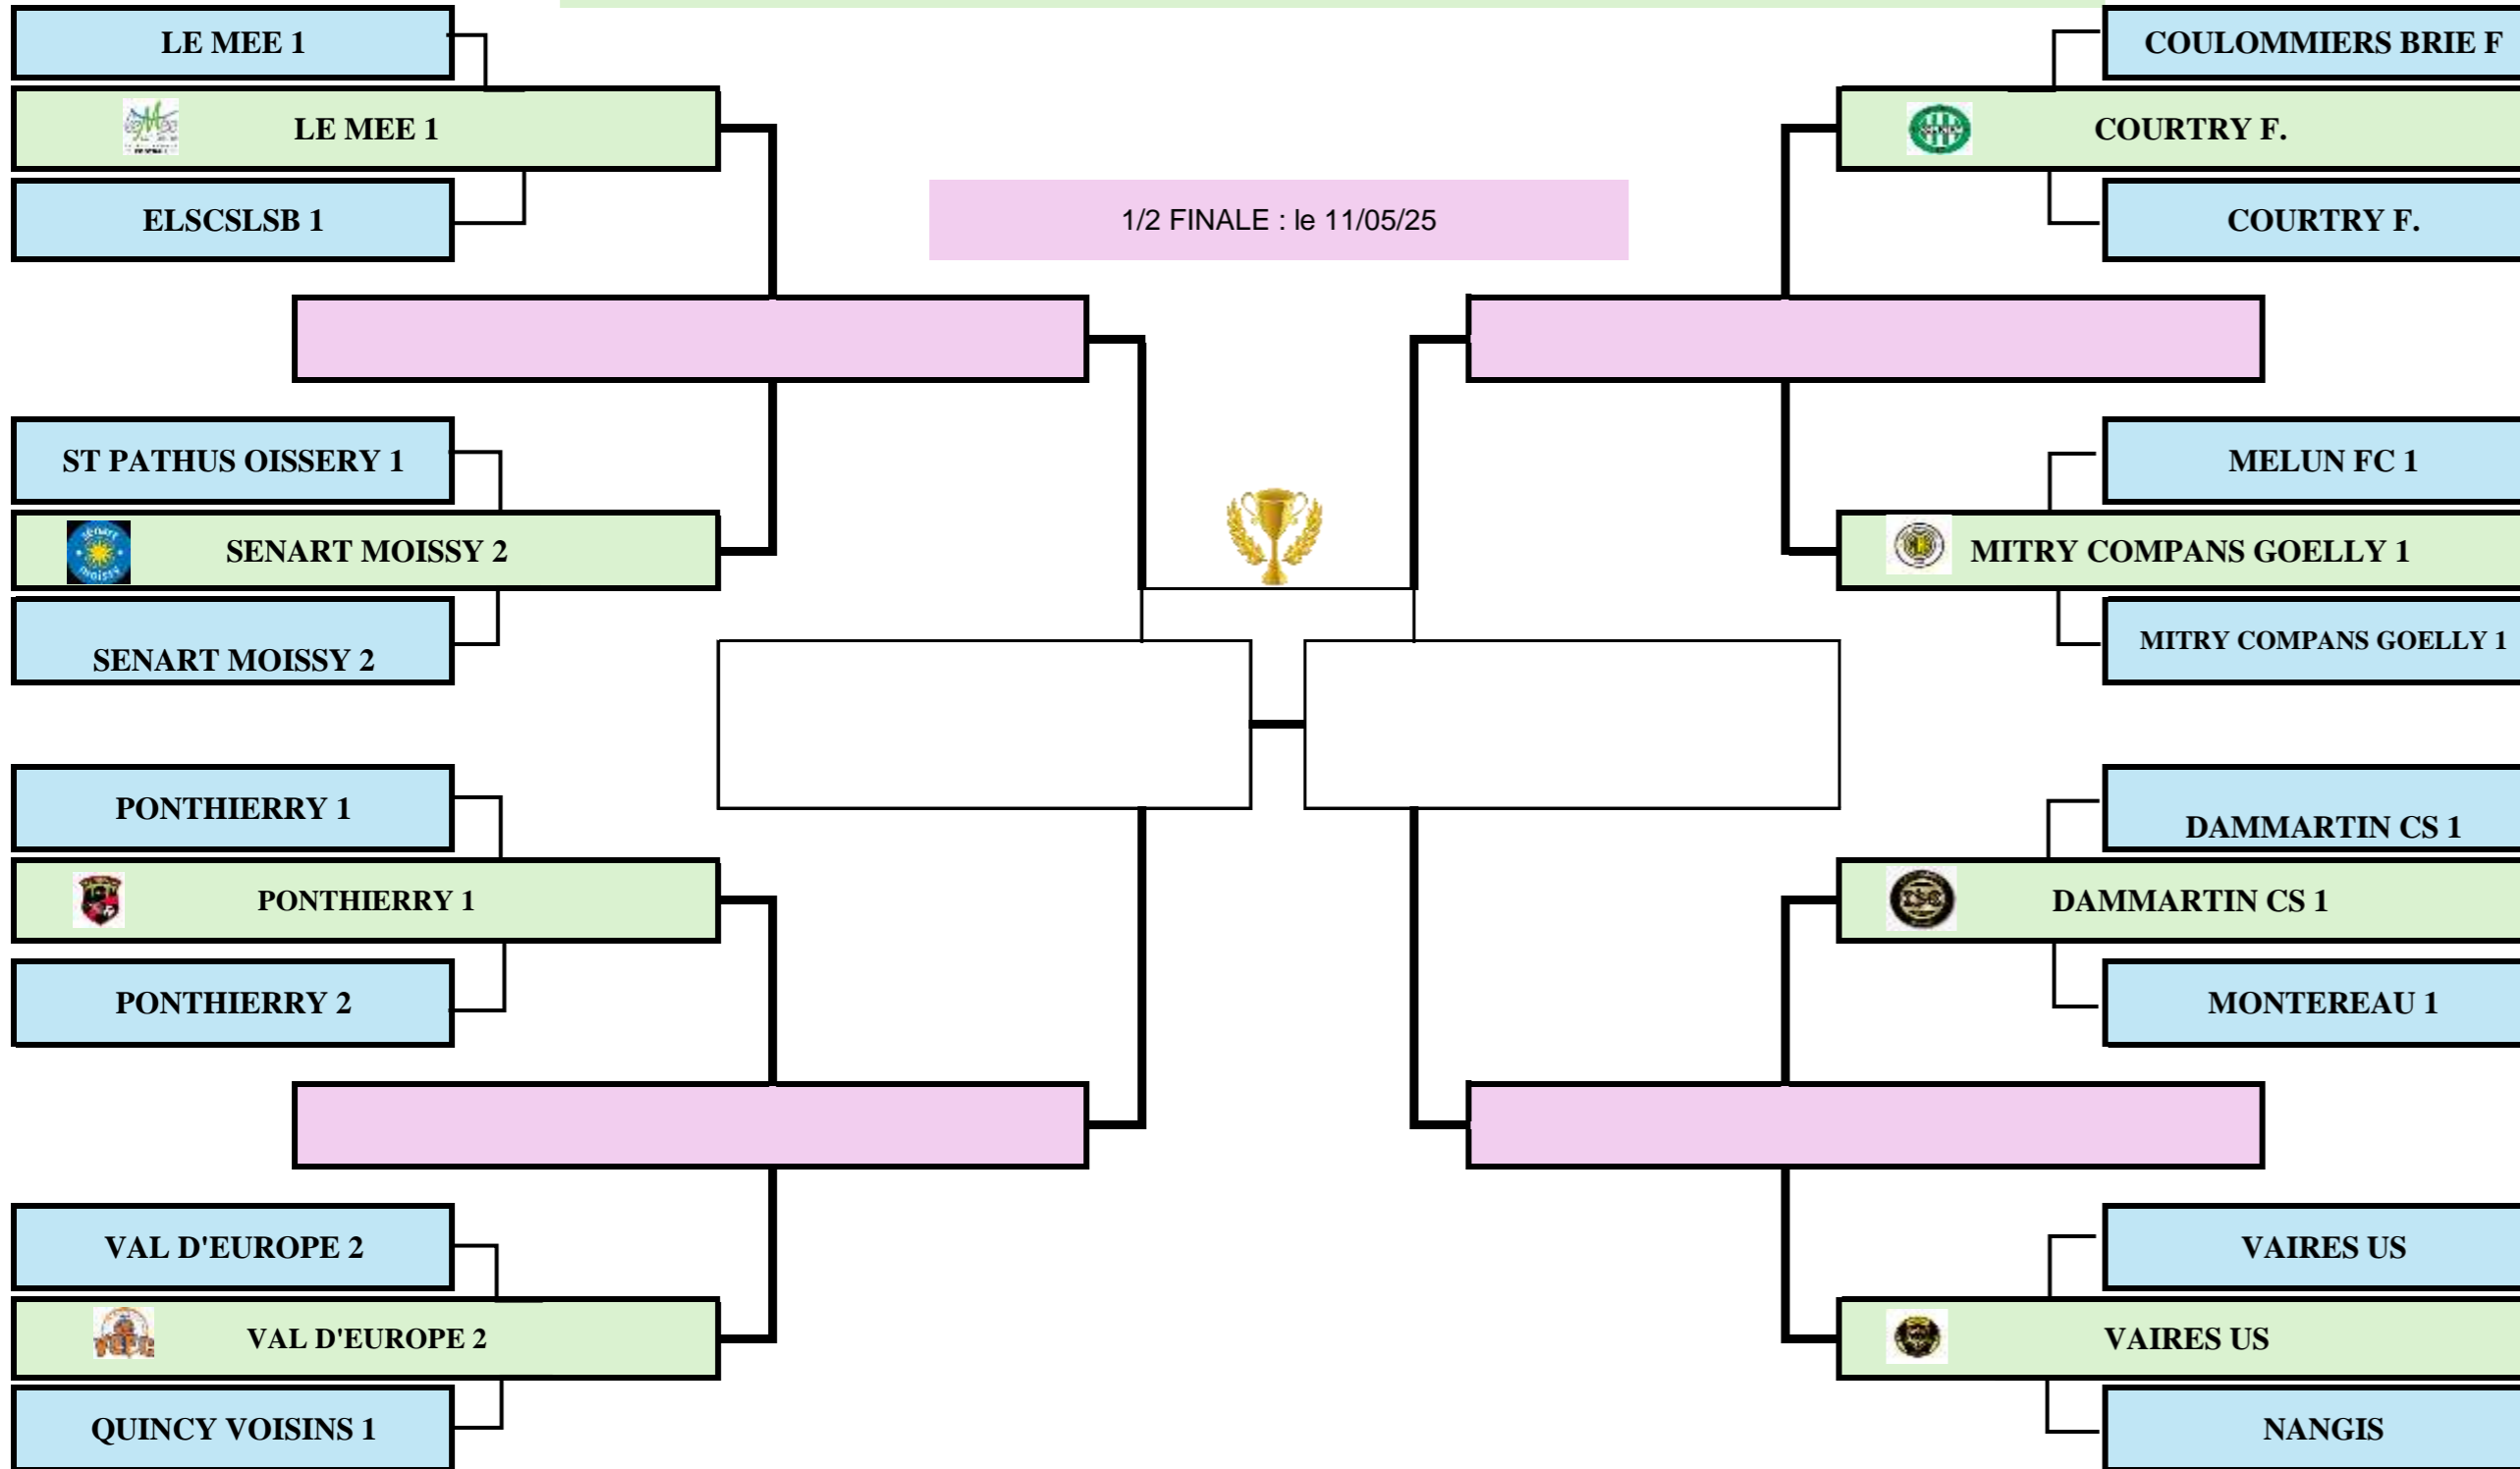 LE MEE 1
LE MEE 1
ELSCSLSB 1
ST PATHUS OISSERY 1
SENART MOISSY 2
SENART MOISSY 2
PONTHIERRY 1
PONTHIERRY 1
PONTHIERRY 2
VAL D'EUROPE 2
VAL D'EUROPE 2
QUINCY VOISINS 1
1/2 FINALE : le 11/05/25
COULOMMIERS BRIE F
COURTRY F.
COURTRY F.
MELUN FC 1
MITRY COMPANS GOELLY 1
MITRY COMPANS GOELLY 1
DAMMARTIN CS 1
DAMMARTIN CS 1
MONTEREAU 1
VAIRES US
VAIRES US
NANGIS